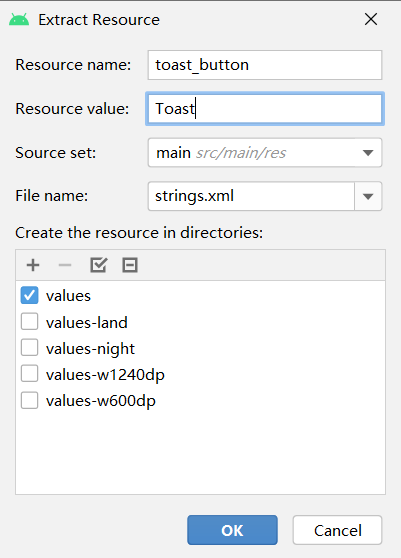 Extract Resource
Resource name: toast_button
Resource value: Toast
Source set: main src/main/res
File name: strings.xml
Create the resource in directories:
values
values-land
values-night
values-w1240dp
values-w600dp
OK Cancel